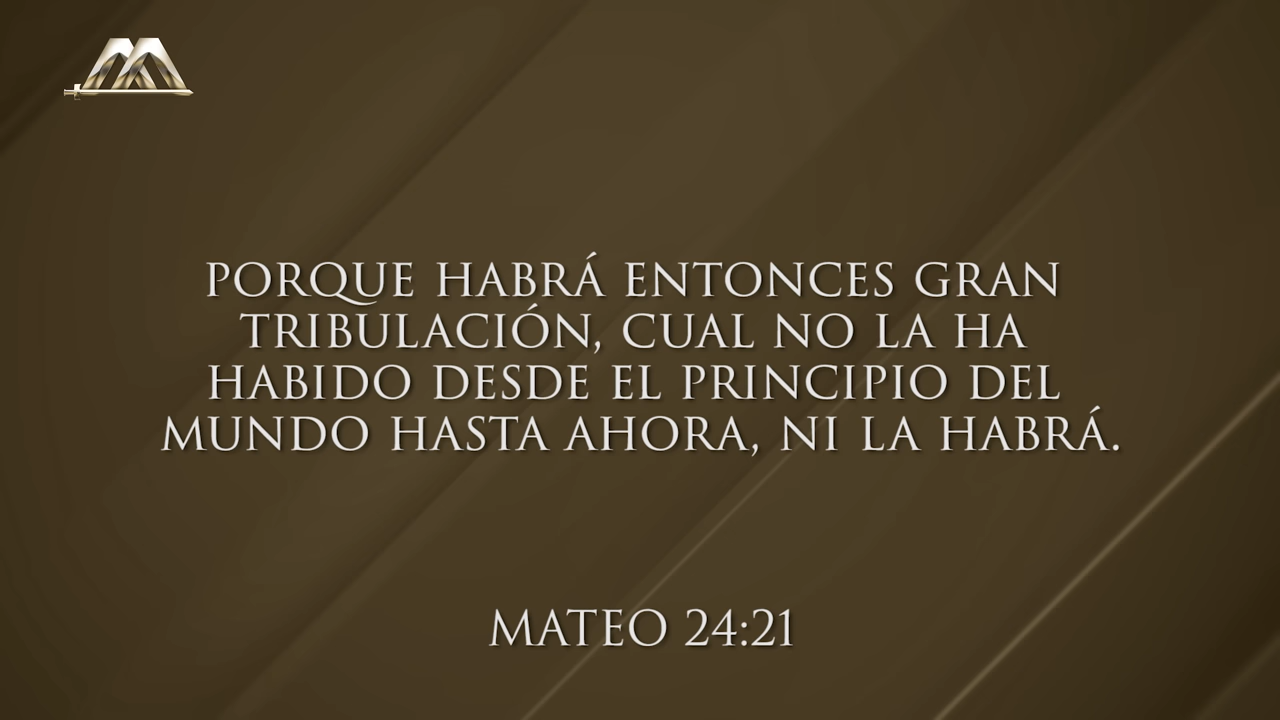 PORQUE HABRÁ ENTONCES GRAN
TRIBULACIÓN, CUAL NO LA HA
HABIDO DESDE EL PRINCIPIO DEL
MUNDO HASTA AHORA, NI LA HABRÁ.
MATEO 24:21